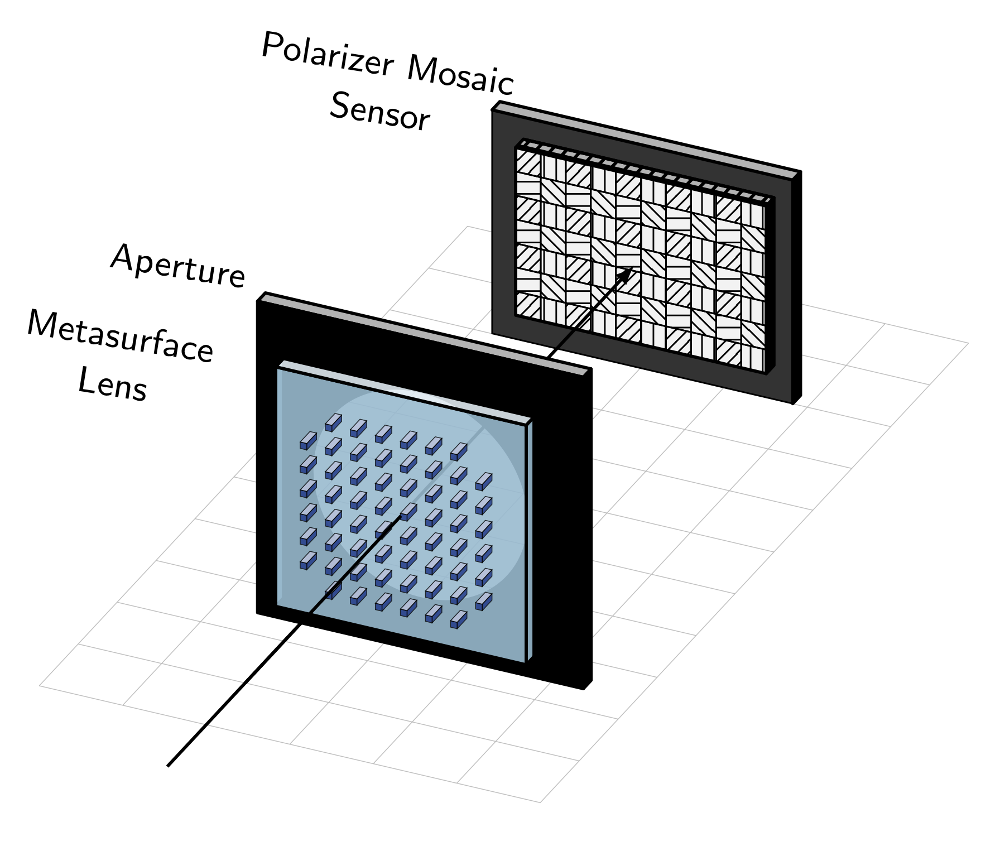 Polarizer Mosaic
Sensor
Aperture
Metasurface
Lens